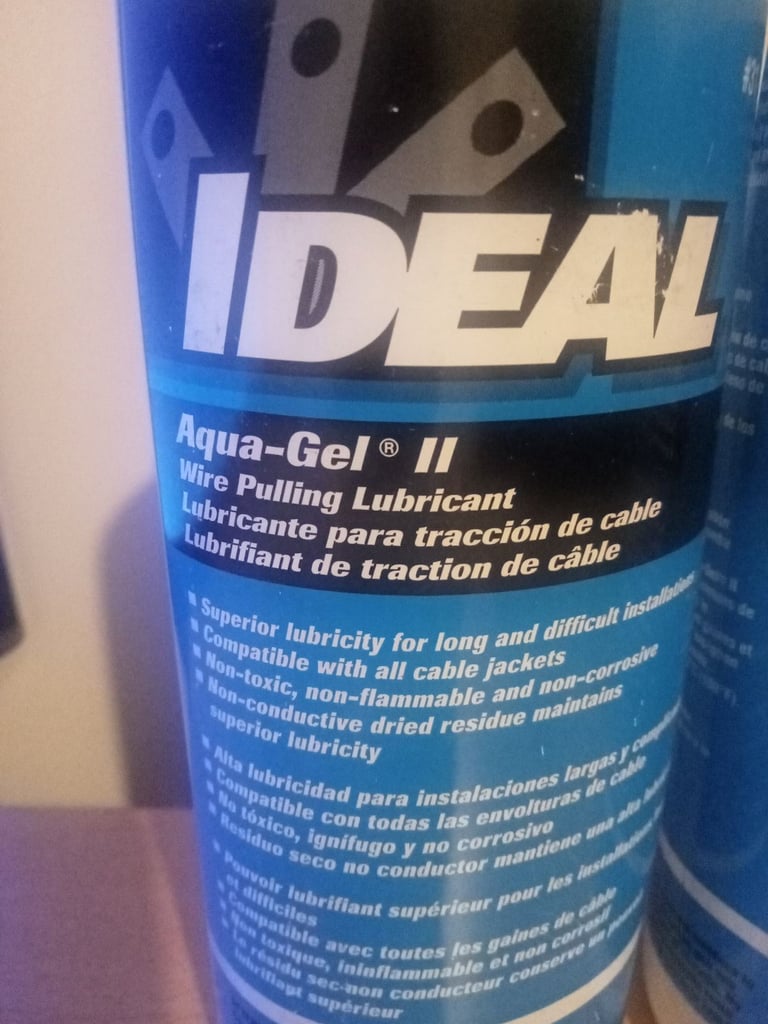 IDEAL
Aqua-Gel® II
Wire Pulling Lubricant
Lubricante para tracción de cable
Lubrifiant de traction de câble
▪ Superior lubricity for long and difficult installations
▪ Compatible with all cable jackets
▪ Non-toxic, non-flammable and non-corrosive
▪ Non-conductive dried residue maintains
superior lubricity
▪ Alta lubricidad para instalaciones largas y
▪ Compatible con todas las envolturas de cable
▪ No tóxico, ignífugo y no corrosivo
▪ Residuo seco no conductor mantiene una alta
▪ Pouvoir lubrifiant supérieur pour les
et difficiles
▪ Compatible avec toutes les gaines de câble
▪ Non toxique, ininflammable et non corrosif
▪ Le résidu sec-non conducteur conserve un
lubrifiant supérieur